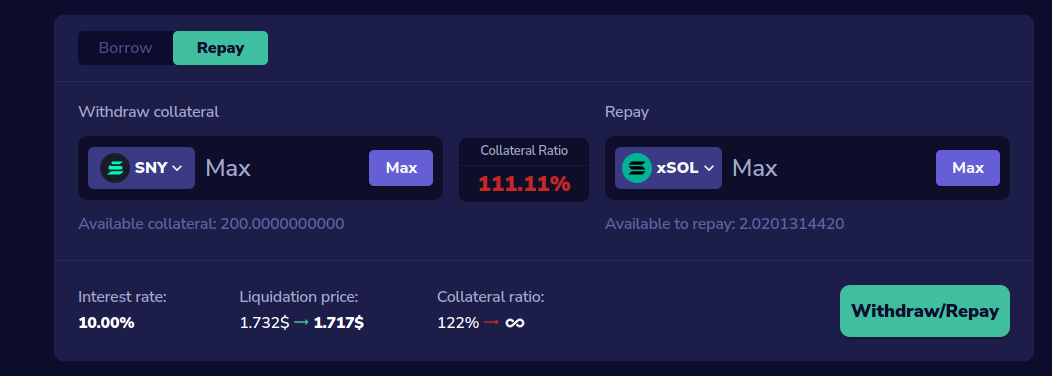 Borrow Repay
Withdraw collateral
SNY Max Max
Available collateral: 200.0000000000
Collateral Ratio
111.11%
Repay
xSOL Max Max
Available to repay: 2.0201314420
Interest rate:
10.00%
Liquidation price:
1.732$ → 1.717$
Collateral ratio:
122% → ∞
Withdraw/Repay